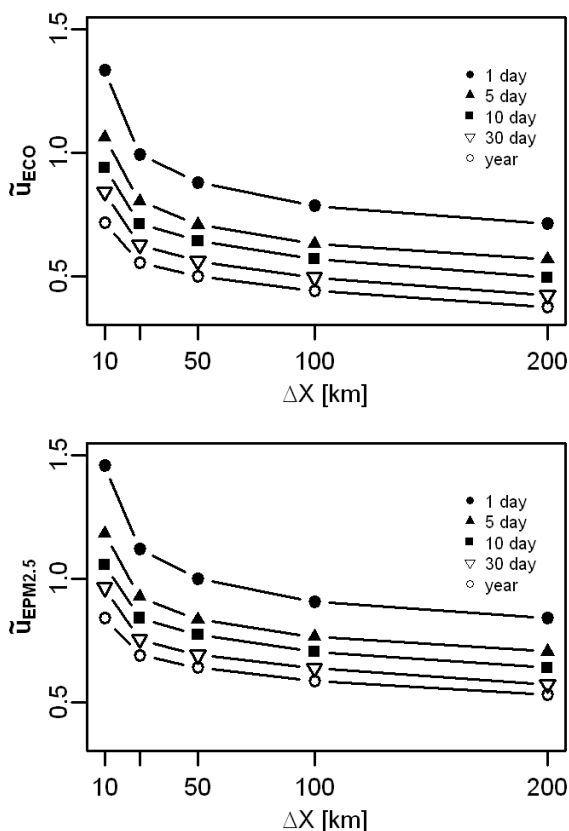 1.5
1.0
0.5
ũECO
● 1 day
▲ 5 day
■ 10 day
▽ 30 day
○ year
10 50 100 200
ΔX [km]
1.5
1.0
0.5
ũEPM2.5
● 1 day
▲ 5 day
■ 10 day
▽ 30 day
○ year
10 50 100 200
ΔX [km]